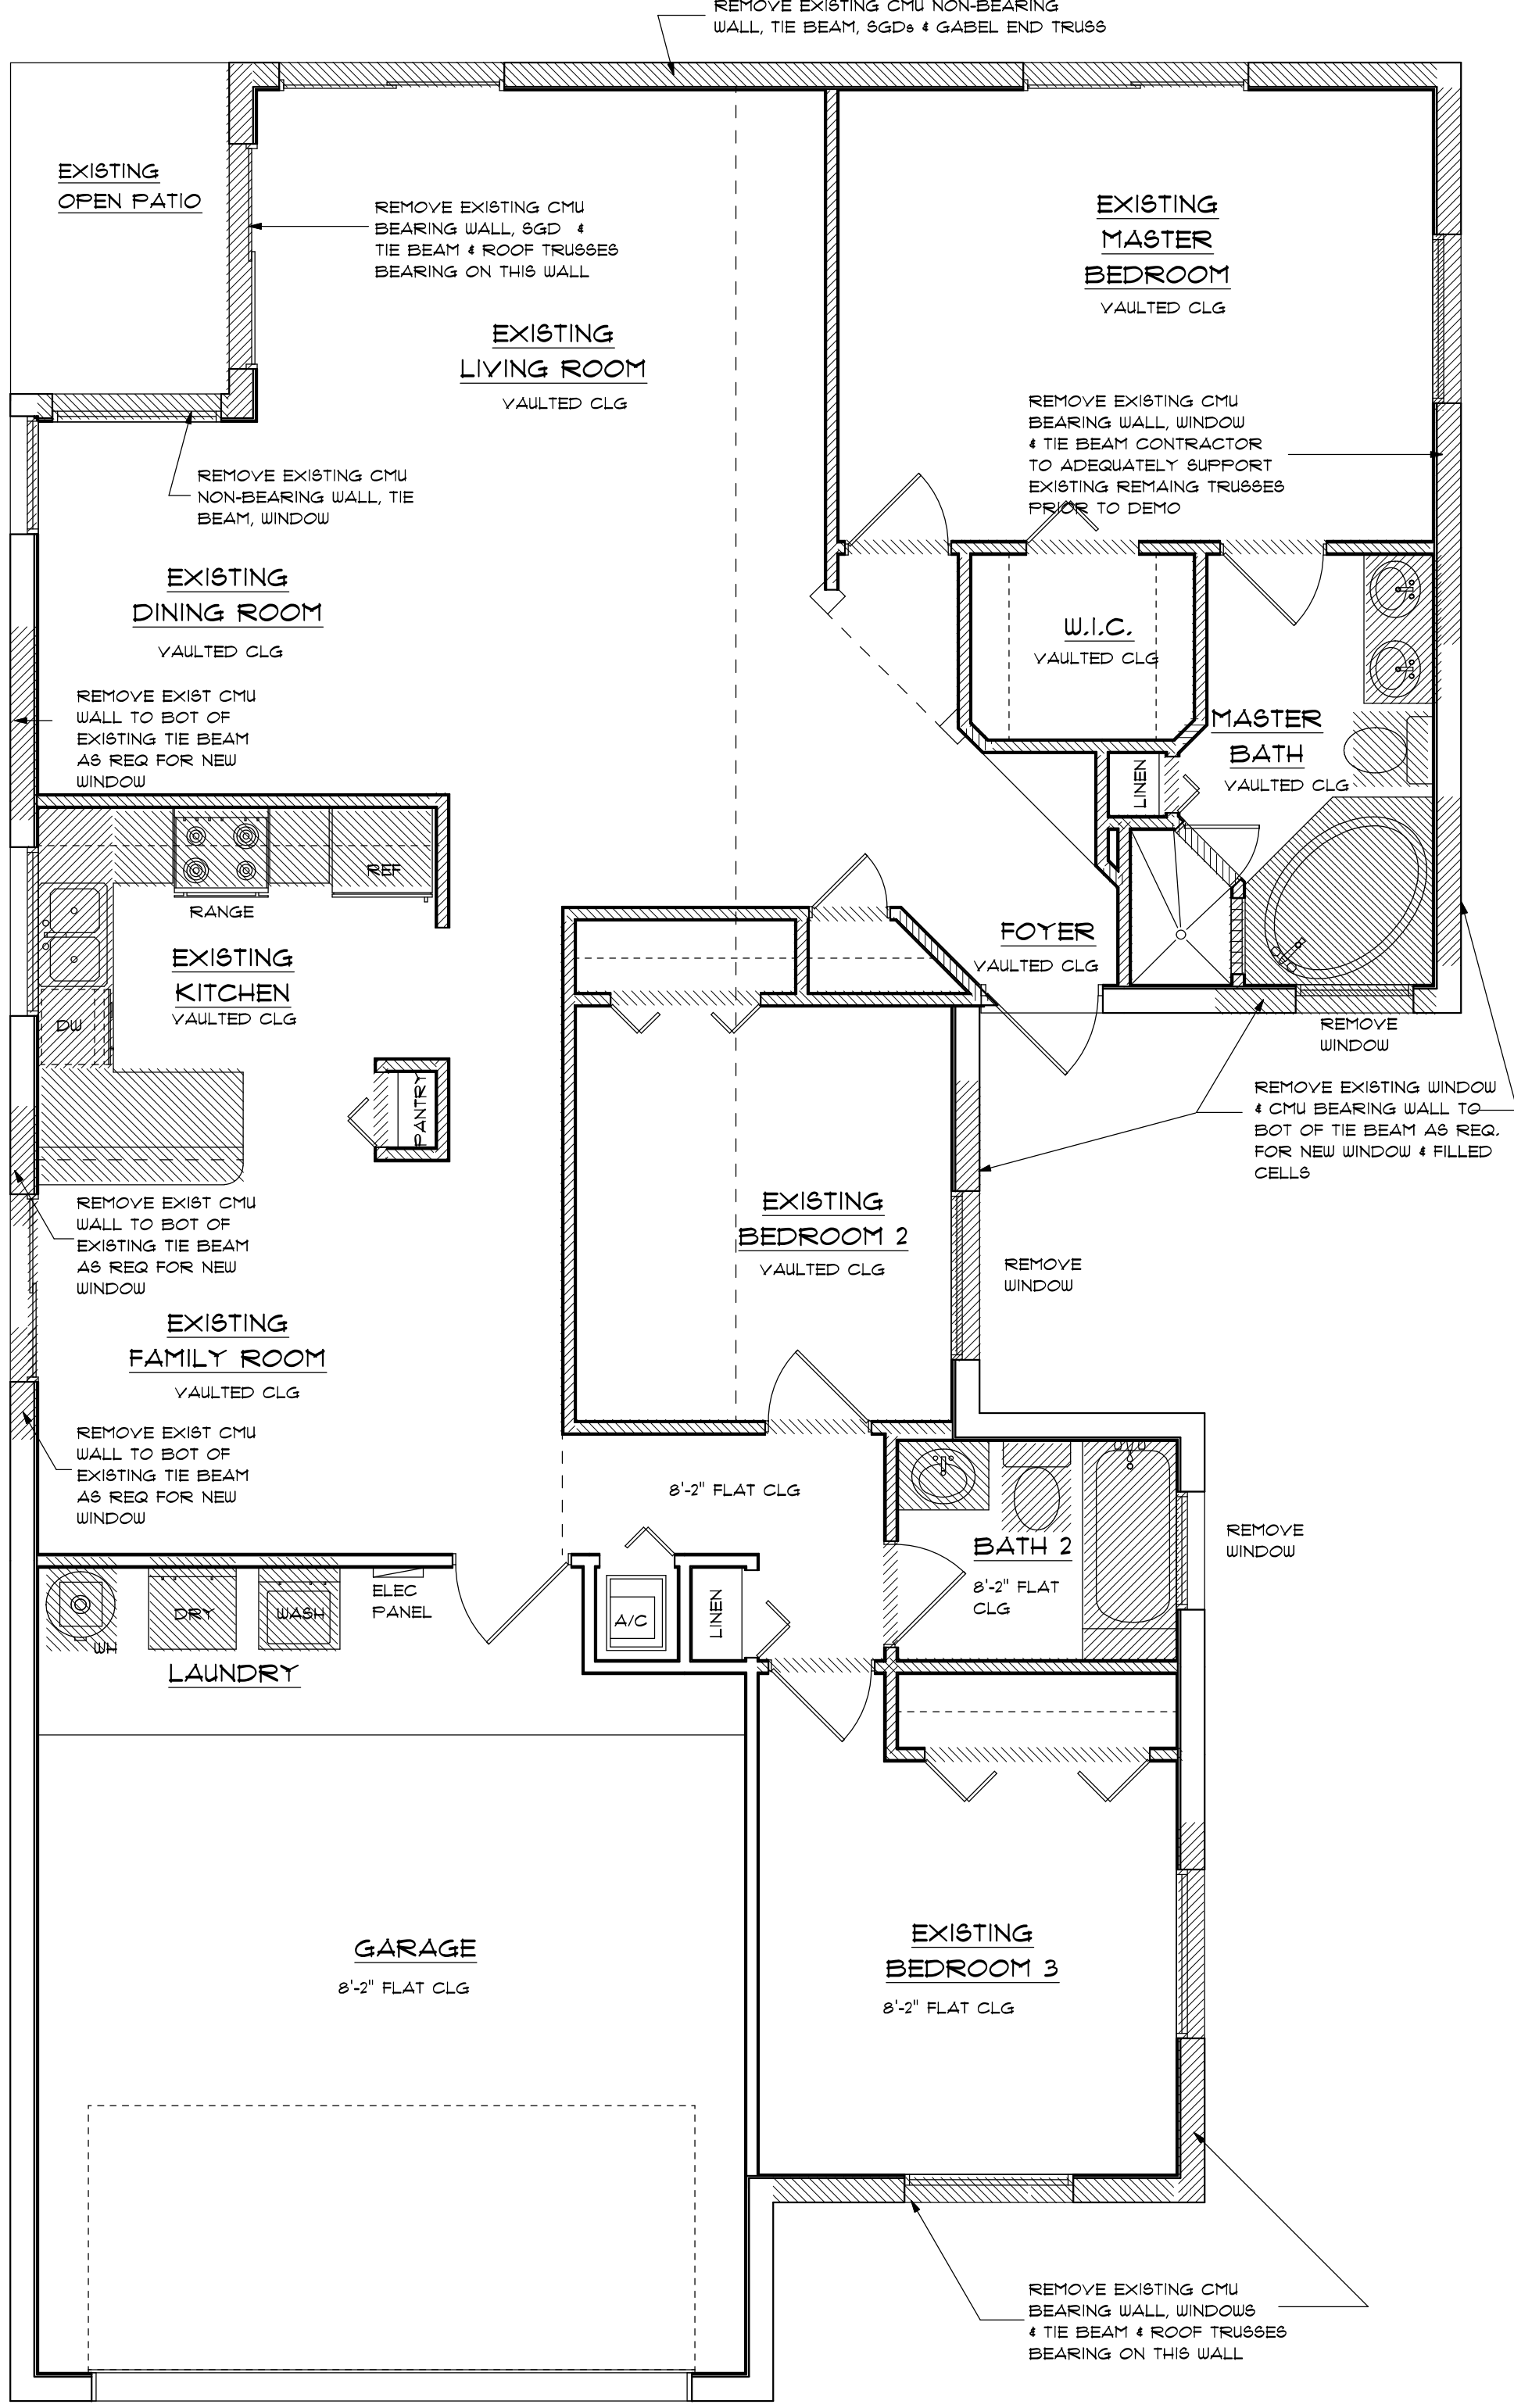 REMOVE EXISTING CMU NON-BEARING
WALL, TIE BEAM, SGDs & GABEL END TRUSS
EXISTING
OPEN PATIO
REMOVE EXISTING CMU
BEARING WALL, SGD &
TIE BEAM & ROOF TRUSSES
BEARING ON THIS WALL
EXISTING
MASTER
BEDROOM
VAULTED CLG
EXISTING
LIVING ROOM
VAULTED CLG
REMOVE EXISTING CMU
BEARING WALL, WINDOW
& TIE BEAM CONTRACTOR
TO ADEQUATELY SUPPORT
EXISTING REMAING TRUSSES
PRIOR TO DEMO
REMOVE EXISTING CMU
NON-BEARING WALL, TIE
BEAM, WINDOW
EXISTING
DINING ROOM
VAULTED CLG
W.I.C.
VAULTED CLG
REMOVE EXIST CMU
WALL TO BOT OF
EXISTING TIE BEAM
AS REQ FOR NEW
WINDOW
MASTER
BATH
VAULTED CLG
LINEN
REF
RANGE
EXISTING
KITCHEN
VAULTED CLG
DW
FOYER
VAULTED CLG
REMOVE
WINDOW
PANTRY
REMOVE EXISTING WINDOW
& CMU BEARING WALL TO
BOT OF TIE BEAM AS REQ.
FOR NEW WINDOW & FILLED
CELLS
REMOVE EXIST CMU
WALL TO BOT OF
EXISTING TIE BEAM
AS REQ FOR NEW
WINDOW
EXISTING
BEDROOM 2
VAULTED CLG
REMOVE
WINDOW
EXISTING
FAMILY ROOM
VAULTED CLG
REMOVE EXIST CMU
WALL TO BOT OF
EXISTING TIE BEAM
AS REQ FOR NEW
WINDOW
8'-2" FLAT CLG
BATH 2
8'-2" FLAT
CLG
REMOVE
WINDOW
ELEC
PANEL
A/C
LINEN
DRY
WASH
WH
LAUNDRY
GARAGE
8'-2" FLAT CLG
EXISTING
BEDROOM 3
8'-2" FLAT CLG
REMOVE EXISTING CMU
BEARING WALL, WINDOWS
& TIE BEAM & ROOF TRUSSES
BEARING ON THIS WALL